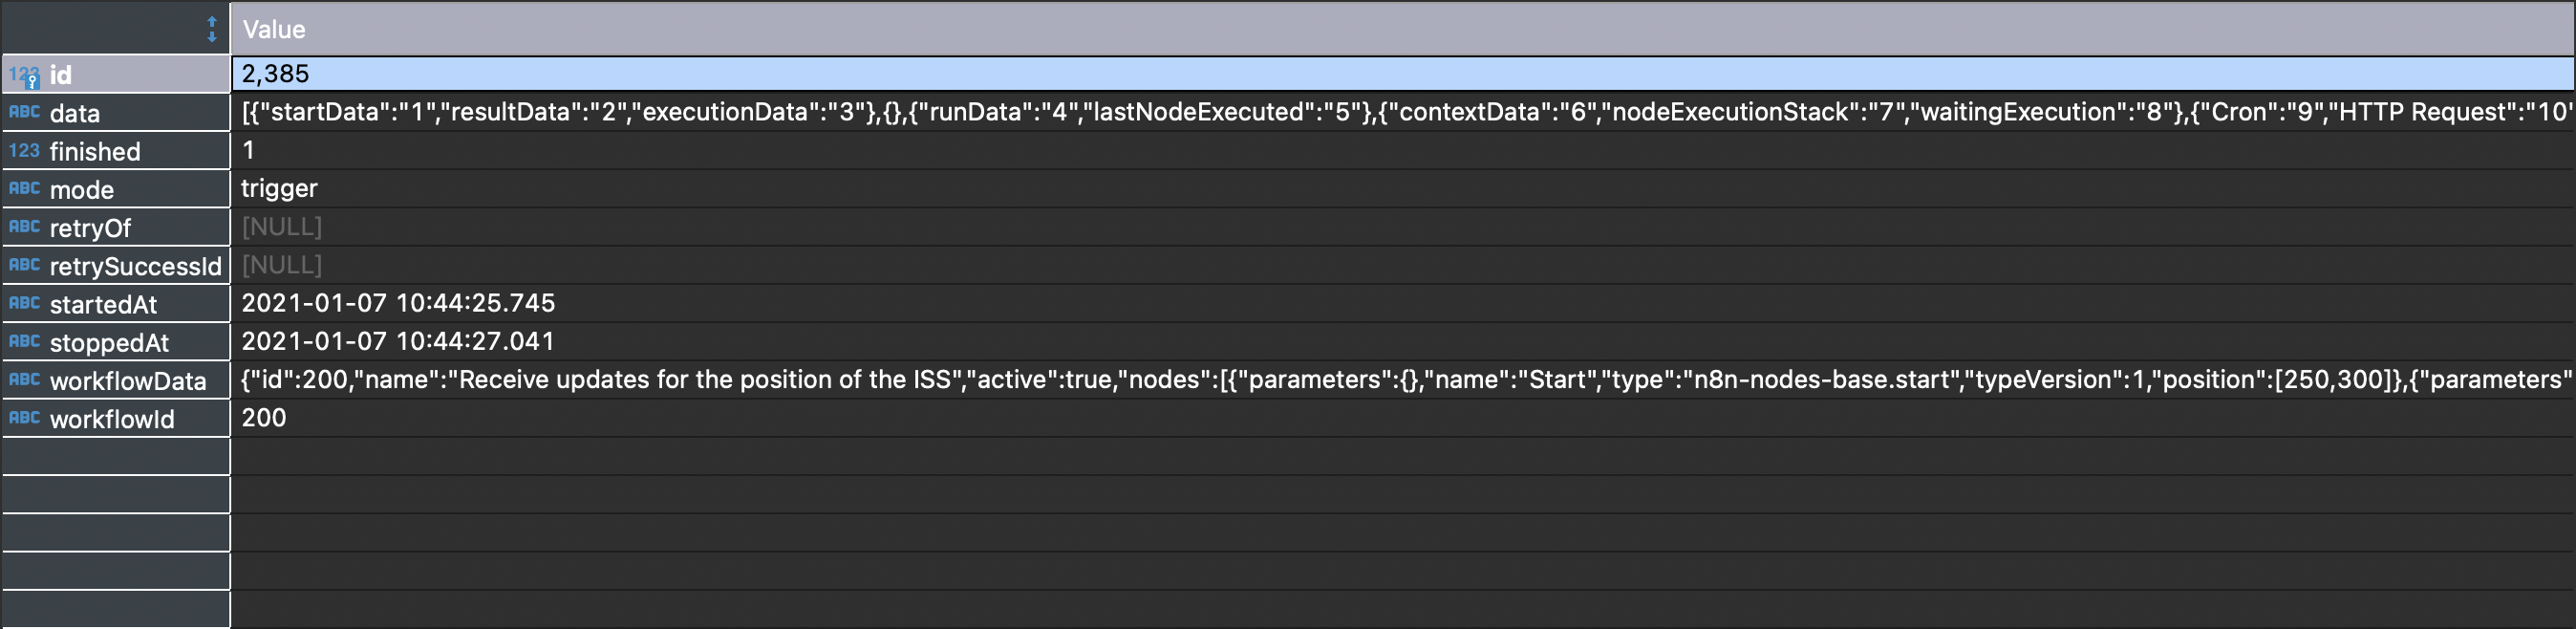 Value
123 id 2,385
ABC data [{"startData":"1","resultData":"2","executionData":"3"},{},{"runData":"4","lastNodeExecuted":"5"},{"contextData":"6","nodeExecutionStack":"7","waitingExecution":"8"},{"Cron":"9","HTTP Request":"10"
123 finished 1
ABC mode trigger
ABC retryOf [NULL]
ABC retrySuccessId [NULL]
ABC startedAt 2021-01-07 10:44:25.745
ABC stoppedAt 2021-01-07 10:44:27.041
ABC workflowData {"id":200,"name":"Receive updates for the position of the ISS","active":true,"nodes":[{"parameters":{},"name":"Start","type":"n8n-nodes-base.start","typeVersion":1,"position":[250,300]},{"parameters"
ABC workflowId 200